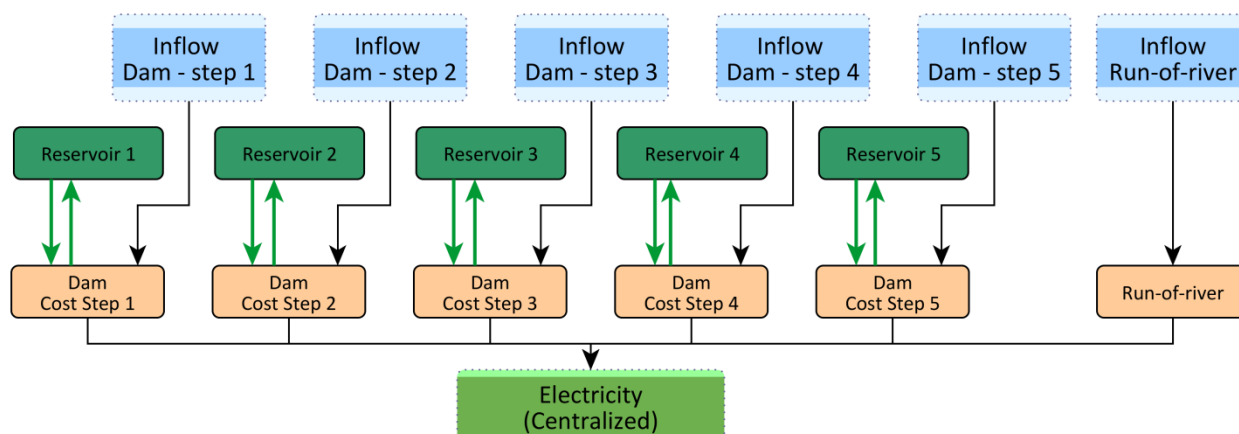 Inflow
Dam - step 1
Inflow
Dam - step 2
Inflow
Dam - step 3
Inflow
Dam - step 4
Inflow
Dam - step 5
Inflow
Run-of-river
Reservoir 1
Reservoir 2
Reservoir 3
Reservoir 4
Reservoir 5
Dam
Cost Step 1
Dam
Cost Step 2
Dam
Cost Step 3
Dam
Cost Step 4
Dam
Cost Step 5
Run-of-river
Electricity
(Centralized)